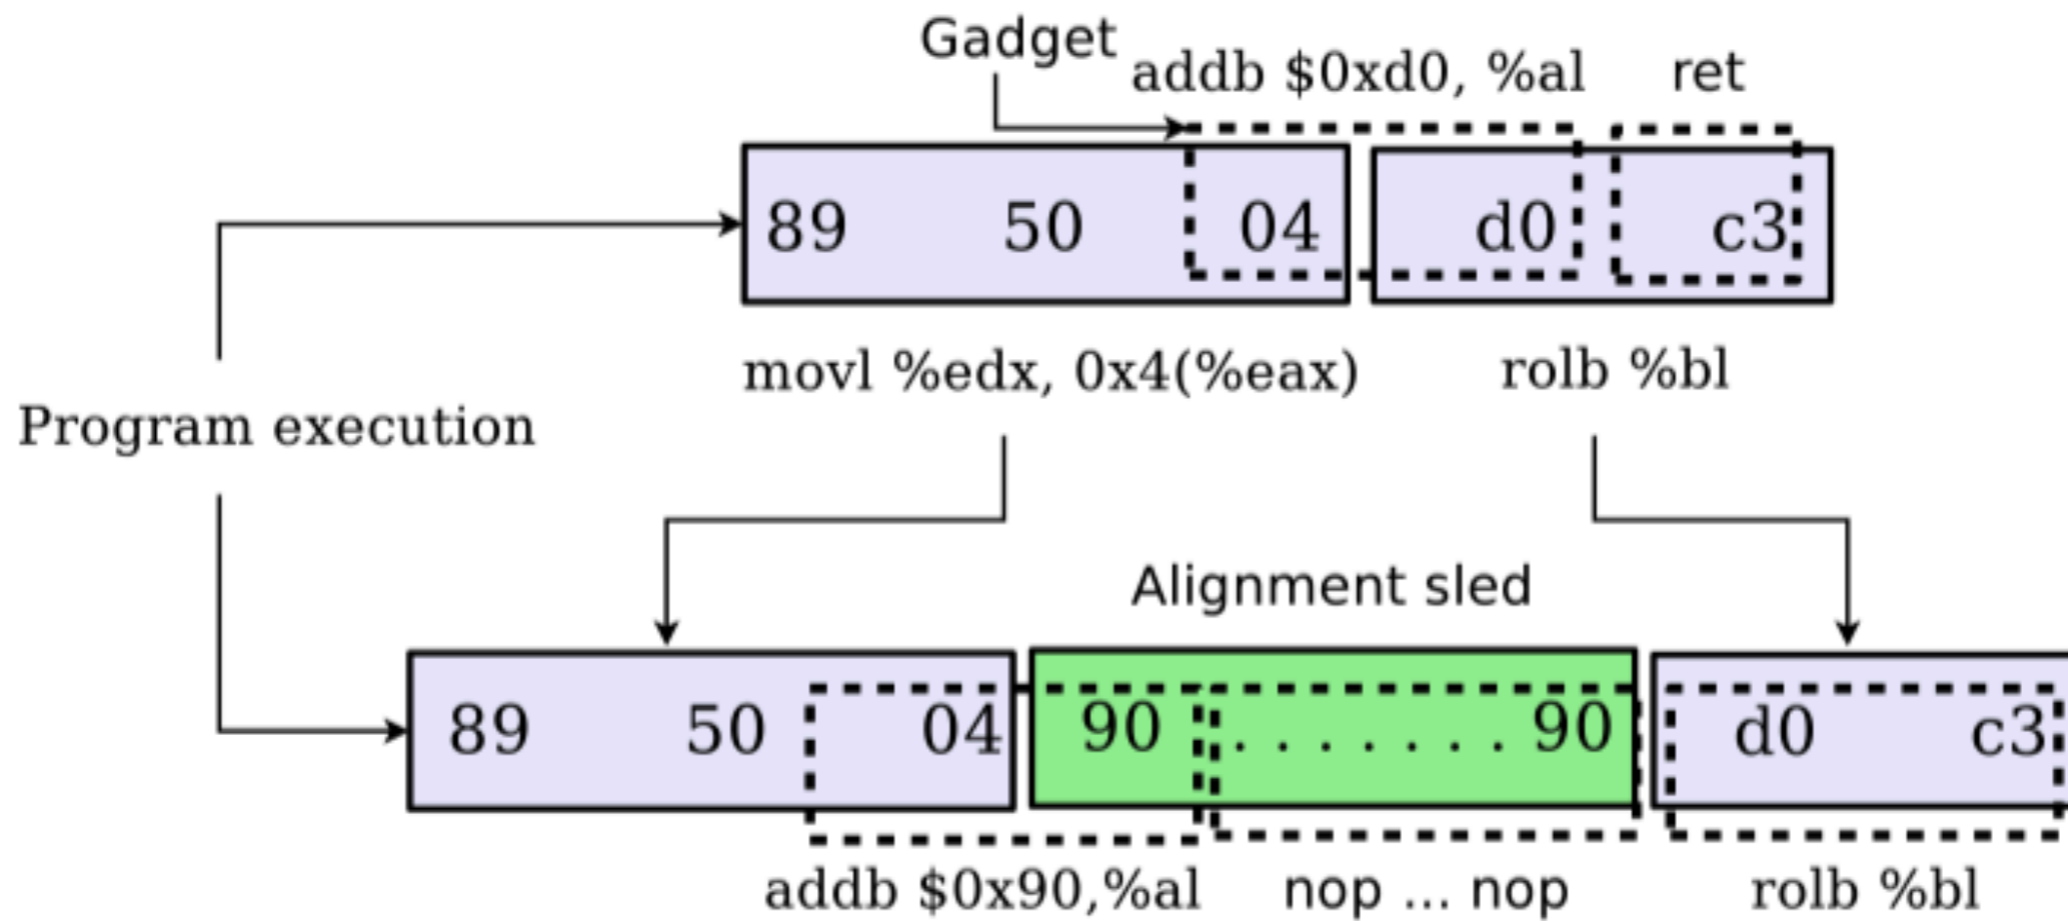 Gadget
addb $0xd0, %al
ret
89 50 04 d0 c3
movl %edx, 0x4(%eax)
rolb %bl
Program execution
Alignment sled
89 50 04 90 . . . . . . . 90 d0 c3
addb $0x90,%al
nop ... nop
rolb %bl